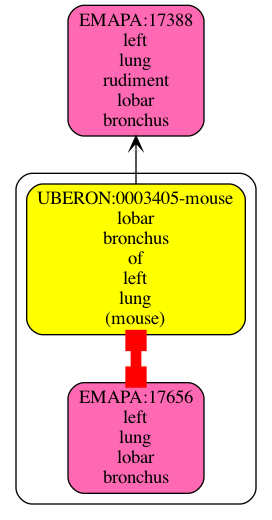 EMAPA:17388
left
lung
rudiment
lobar
bronchus
UBERON:0003405-mouse
lobar
bronchus
of
left
lung
(mouse)
EMAPA:17656
left
lung
lobar
bronchus